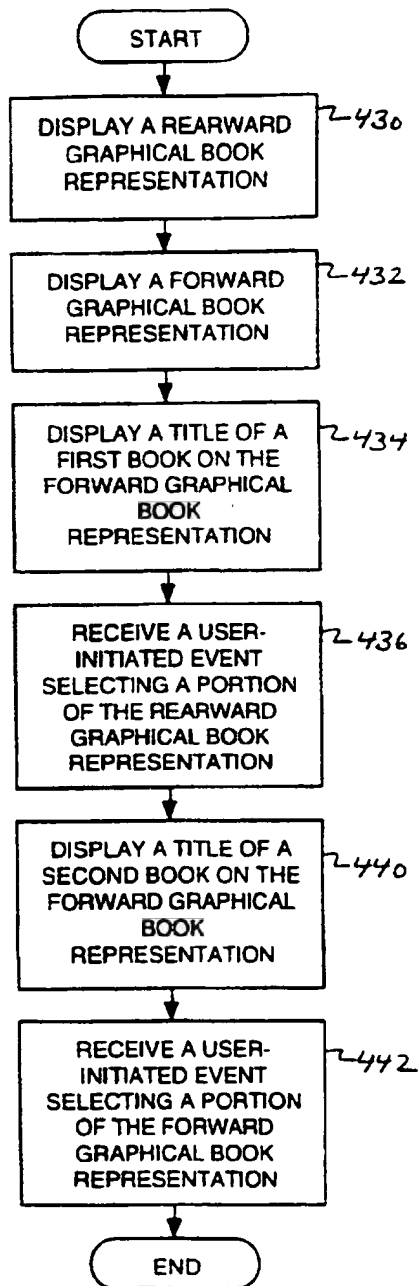 START
DISPLAY A REARWARD
GRAPHICAL BOOK
REPRESENTATION
430
DISPLAY A FORWARD
GRAPHICAL BOOK
REPRESENTATION
432
DISPLAY A TITLE OF A
FIRST BOOK ON THE
FORWARD GRAPHICAL
BOOK
REPRESENTATION
434
RECEIVE A USER-
INITIATED EVENT
SELECTING A PORTION
OF THE REARWARD
GRAPHICAL BOOK
REPRESENTATION
436
DISPLAY A TITLE OF A
SECOND BOOK ON THE
FORWARD GRAPHICAL
BOOK
REPRESENTATION
440
RECEIVE A USER-
INITIATED EVENT
SELECTING A PORTION
OF THE FORWARD
GRAPHICAL BOOK
REPRESENTATION
442
END